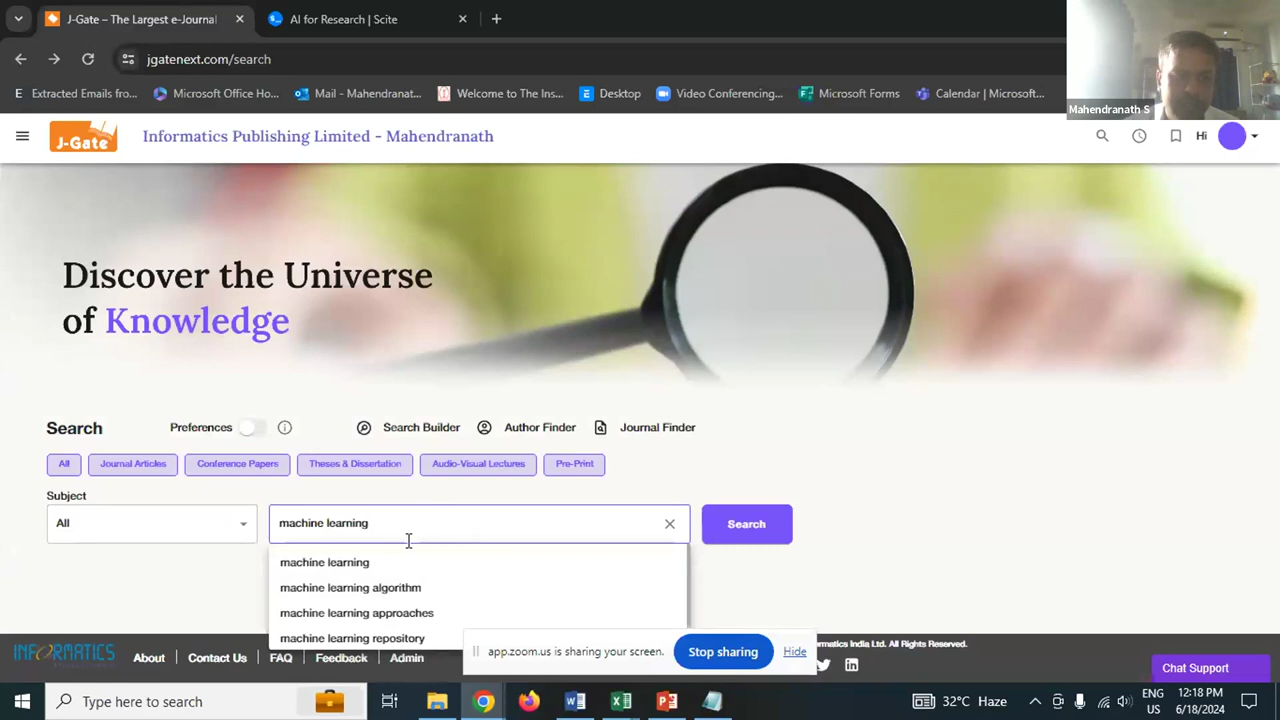 J-Gate – The Largest e-Journal
AI for Research | Scite
jgatenext.com/search
Extracted Emails fro...
Microsoft Office Ho...
Mail - Mahendranat...
Welcome to The Ins...
Desktop
Video Conferencing...
Microsoft Forms
Calendar | Microsoft...
Mahendranath S
J-Gate
Informatics Publishing Limited - Mahendranath
Hi
Discover the Universe
of Knowledge
Search
Preferences
Search Builder
Author Finder
Journal Finder
All
Journal Articles
Conference Papers
Theses & Dissertation
Audio-Visual Lectures
Pre-Print
Subject
All
machine learning
Search
machine learning
machine learning algorithm
machine learning approaches
machine learning repository
INFORMATICS
About
Contact Us
FAQ
Feedback
Admin
app.zoom.us is sharing your screen.
Stop sharing
Hide
India Ltd. All Rights Reserved.
Chat Support
Type here to search
32°C Haze
ENG
US
12:18 PM
6/18/2024